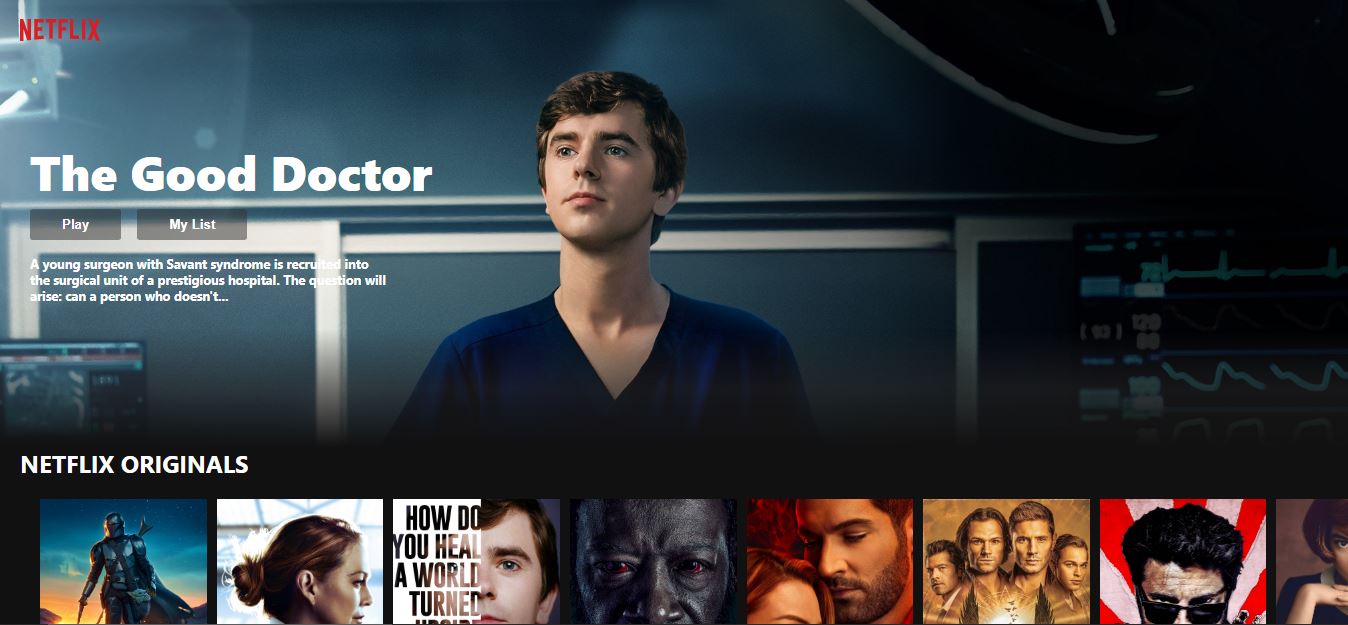 NETFLIX
The Good Doctor
Play
My List
A young surgeon with Savant syndrome is recruited into
the surgical unit of a prestigious hospital. The question will
arise: can a person who doesn't...
NETFLIX ORIGINALS
HOW DO
YOU HEAL
A WORLD
TURNED